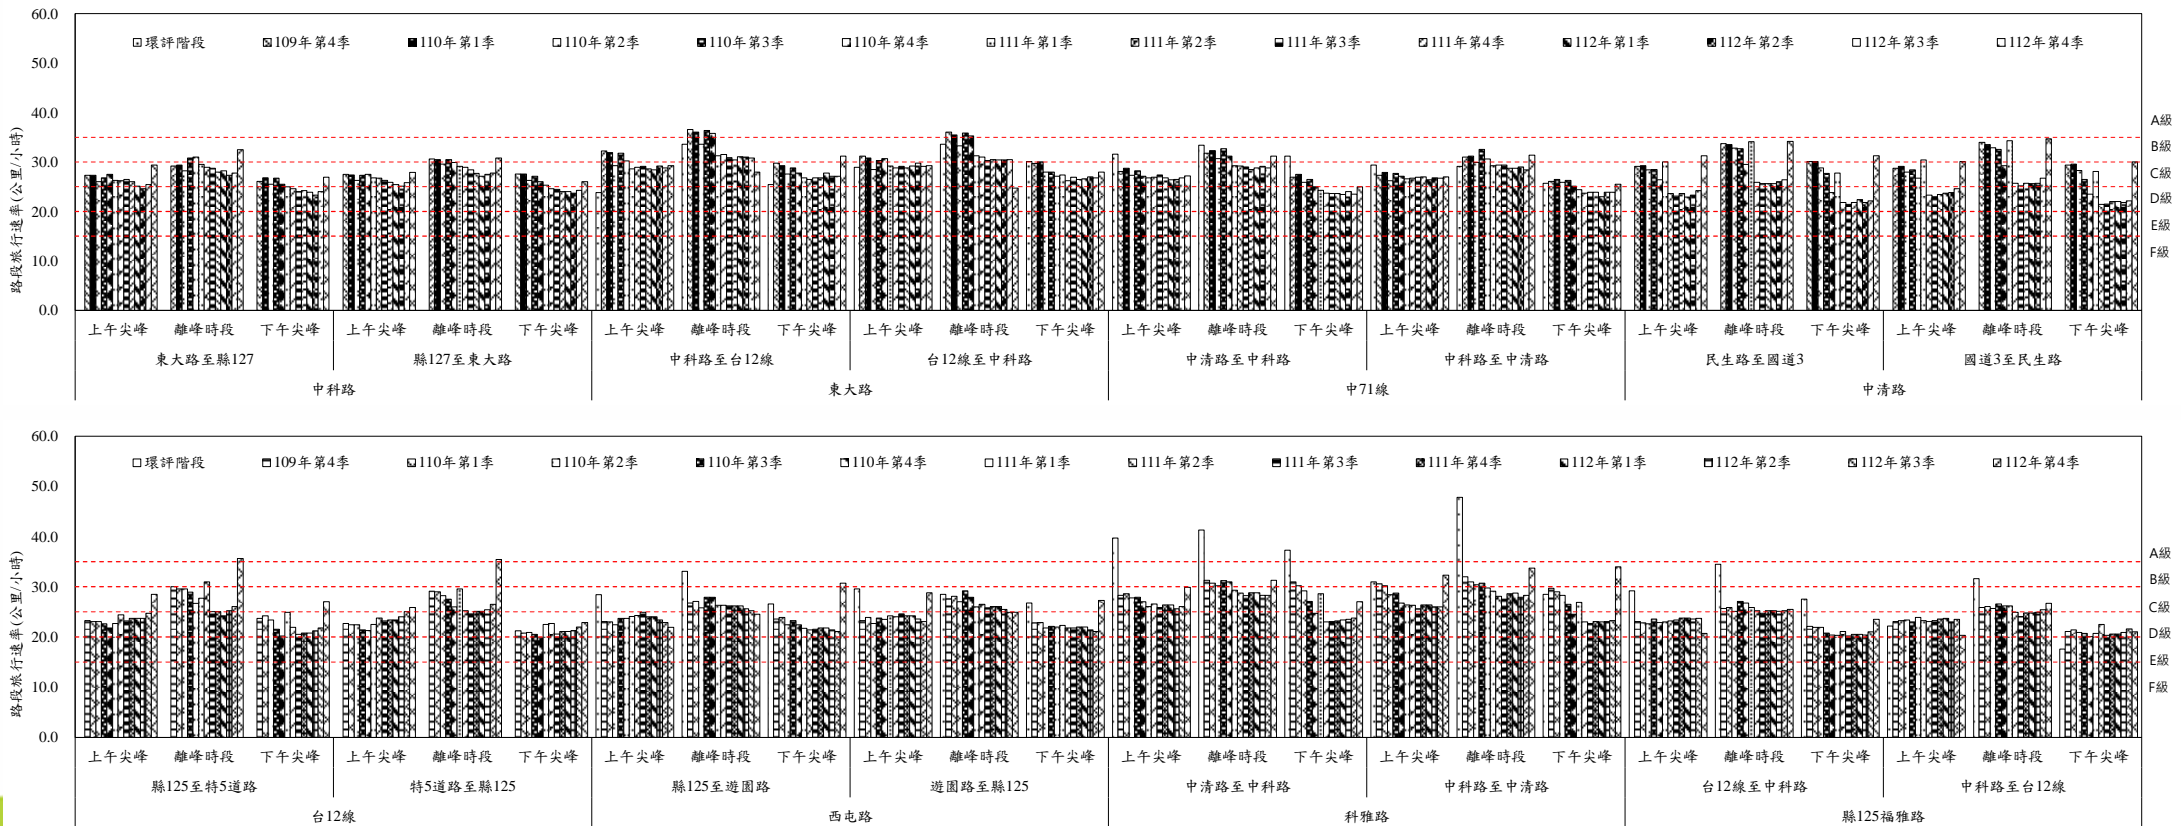 60.0
環評階段 109年第4季 110年第1季 110年第2季 110年第3季 110年第4季 111年第1季 111年第2季 111年第3季 111年第4季 112年第1季 112年第2季 112年第3季 112年第4季
50.0
40.0
30.0
20.0
10.0
0.0
路段旅行速率(公里/小時)
A級
B級
C級
D級
E級
F級
上午尖峰 離峰時段 下午尖峰 上午尖峰 離峰時段 下午尖峰 上午尖峰 離峰時段 下午尖峰 上午尖峰 離峰時段 下午尖峰 上午尖峰 離峰時段 下午尖峰 上午尖峰 離峰時段 下午尖峰 上午尖峰 離峰時段 下午尖峰 上午尖峰 離峰時段 下午尖峰
東大路至縣127 縣127至東大路 中科路至台12線 台12線至中科路 中清路至中科路 中科路至中清路 民生路至國道3 國道3至民生路
中科路 東大路 中71線 中清路
60.0
環評階段 109年第4季 110年第1季 110年第2季 110年第3季 110年第4季 111年第1季 111年第2季 111年第3季 111年第4季 112年第1季 112年第2季 112年第3季 112年第4季
50.0
40.0
30.0
20.0
10.0
0.0
路段旅行速率(公里/小時)
A級
B級
C級
D級
E級
F級
上午尖峰 離峰時段 下午尖峰 上午尖峰 離峰時段 下午尖峰 上午尖峰 離峰時段 下午尖峰 上午尖峰 離峰時段 下午尖峰 上午尖峰 離峰時段 下午尖峰 上午尖峰 離峰時段 下午尖峰 上午尖峰 離峰時段 下午尖峰 上午尖峰 離峰時段 下午尖峰
縣125至特5道路 特5道路至縣125 縣125至遊園路 遊園路至縣125 中清路至中科路 中科路至中清路 台12線至中科路 中科路至台12線
台12線 西屯路 科雅路 縣125福雅路